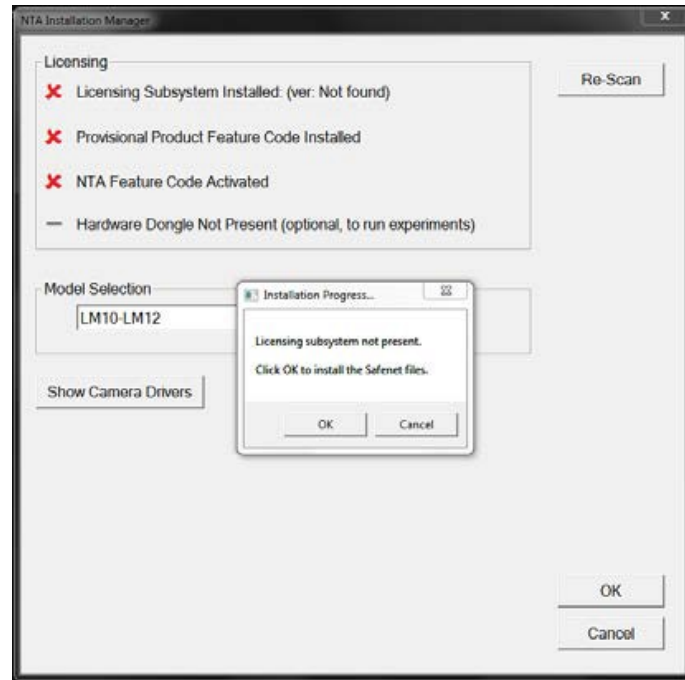 NTA Installation Manager
Licensing
Re-Scan
Licensing Subsystem Installed: (ver: Not found)
Provisional Product Feature Code Installed
NTA Feature Code Activated
Hardware Dongle Not Present (optional, to run experiments)
Model Selection
LM10-LM12
Installation Progress...
Licensing subsystem not present.
Click OK to install the Safenet files.
Show Camera Drivers
OK Cancel
OK
Cancel